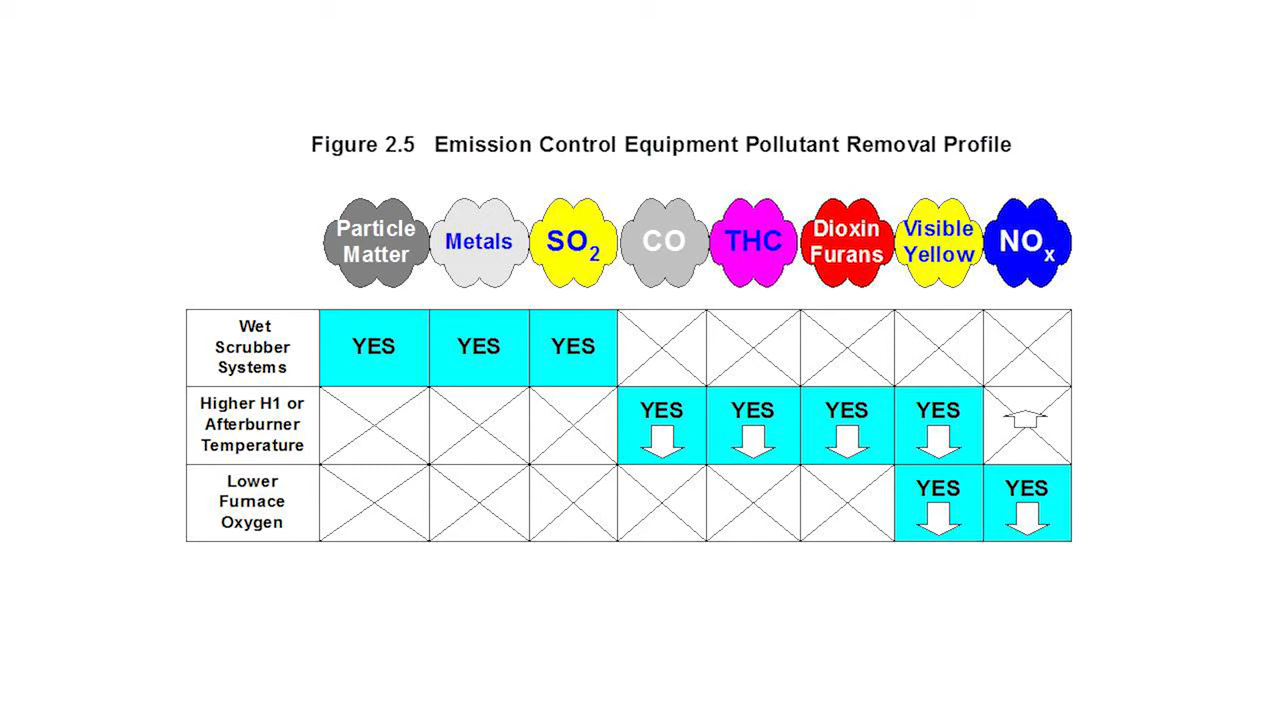 Figure 2.5 Emission Control Equipment Pollutant Removal Profile
Particle
Matter
Metals
SO2
CO
THC
Dioxin
Furans
Visible
Yellow
NOx
Wet
Scrubber
Systems
YES YES YES
Higher H1 or
Afterburner
Temperature
YES YES YES YES
Lower
Furnace
Oxygen
YES YES